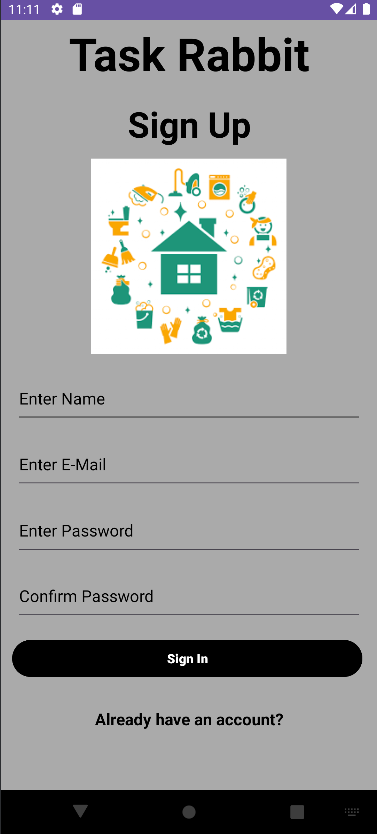 11:11
Task Rabbit
Sign Up
Enter Name
Enter E-Mail
Enter Password
Confirm Password
Sign In
Already have an account?